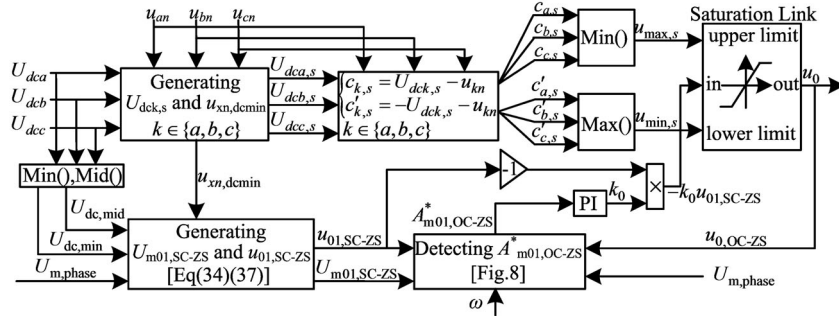 u_an u_bn u_cn
c_a,s
c_b,s
c_c,s
Min()
u_max,s
Saturation Link
upper limit
in
out
lower limit
u_0
U_dca
U_dcb
U_dcc
Generating
U_dck,s and u_xn,dcmin
k ∈ {a,b,c}
U_dca,s
U_dcb,s
U_dcc,s
{c_k,s = U_dck,s − u_kn
c'_k,s = −U_dck,s − u_kn
k ∈ {a,b,c}
c'_a,s
c'_b,s
c'_c,s
Max()
u_min,s
Min(),Mid()
u_xn,dcmin
-1
×
−k_0u_01,SC-ZS
U_dc,mid
U_dc,min
U_m,phase
Generating
U_m01,SC-ZS and u_01,SC-ZS
[Eq(34)(37)]
u_01,SC-ZS
U_m01,SC-ZS
A*_m01,OC-ZS
PI
k_0
Detecting A*_m01,OC-ZS
[Fig.8]
u_0,OC-ZS
U_m,phase
ω